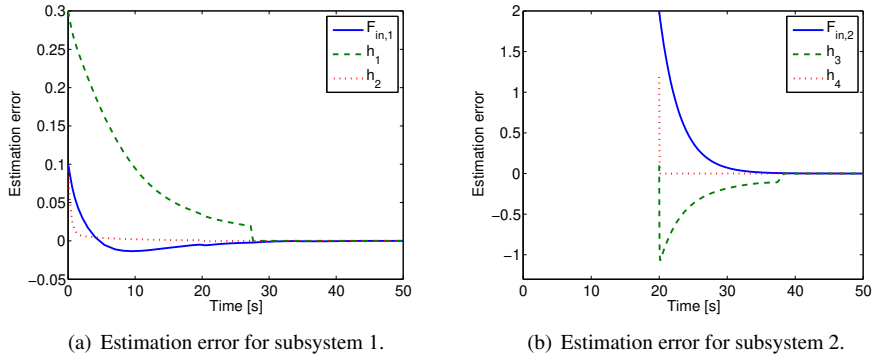 0.3
0.25
0.2
0.15
0.1
0.05
0
−0.05
Estimation error
0 10 20 30 40 50
Time [s]
F_in,1
h_1
h_2
(a) Estimation error for subsystem 1.
2
1.5
1
0.5
0
−0.5
−1
Estimation error
0 10 20 30 40 50
Time [s]
F_in,2
h_3
h_4
(b) Estimation error for subsystem 2.